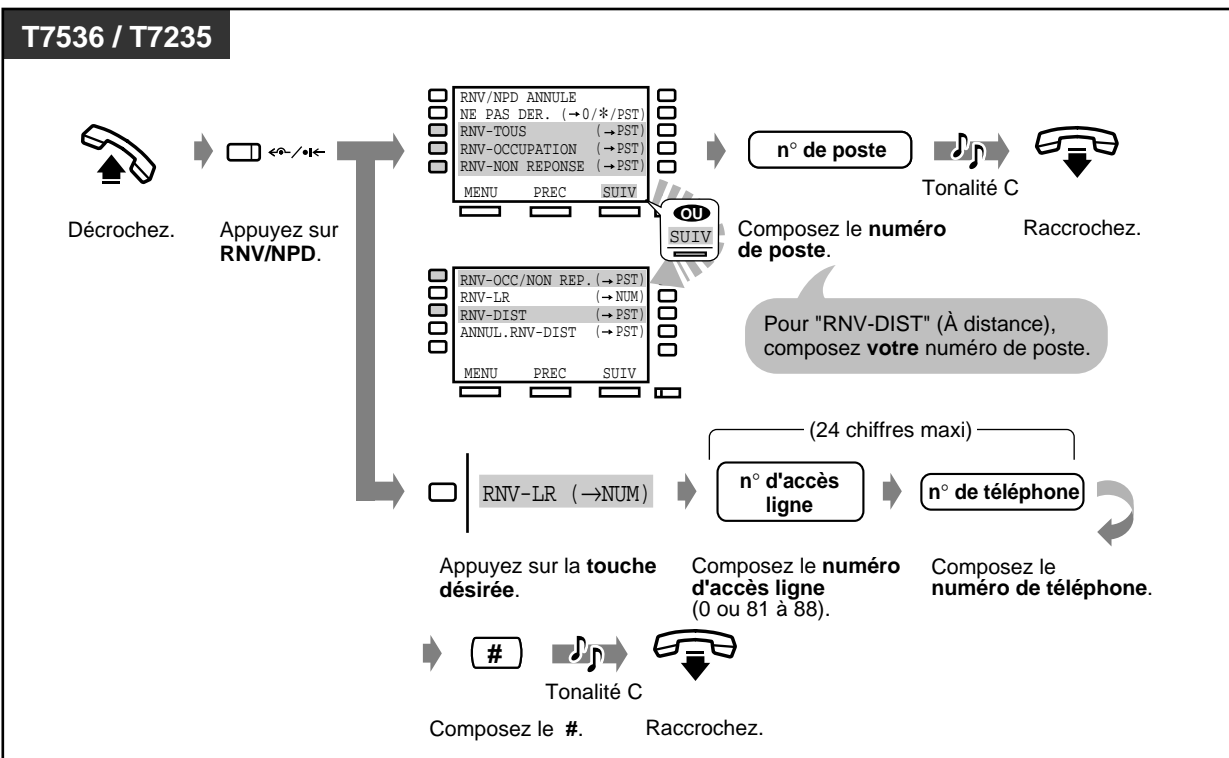 T7536 / T7235
RNV/NPD ANNULE
NE PAS DER. (→0/*/PST)
RNV-TOUS (→PST)
RNV-OCCUPATION (→PST)
RNV-NON REPONSE (→PST)
MENU PREC SUIV
OU
SUIV
n° de poste
Tonalité C
Décrochez.
Appuyez sur
RNV/NPD.
Composez le numéro
de poste.
Raccrochez.
RNV-OCC/NON REP.(→PST)
RNV-LR (→NUM)
RNV-DIST (→PST)
ANNUL.RNV-DIST (→PST)
MENU PREC SUIV
Pour "RNV-DIST" (À distance),
composez votre numéro de poste.
(24 chiffres maxi)
RNV-LR (→NUM)
n° d'accès
ligne
n° de téléphone
Appuyez sur la touche
désirée.
Composez le numéro
d'accès ligne
(0 ou 81 à 88).
Composez le
numéro de téléphone.
#
Tonalité C
Composez le #.
Raccrochez.